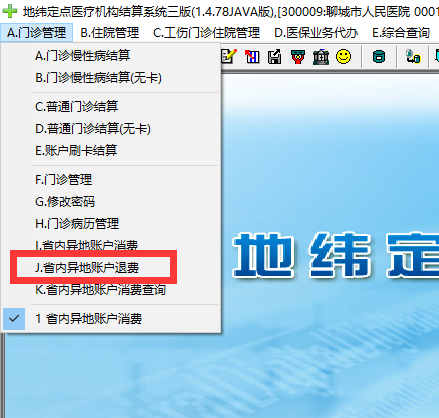 地纬定点医疗机构结算系统三版(1.4.78JAVA版),[300009:聊城市人民医院 0001
A.门诊管理 B.住院管理 C.工伤门诊住院管理 D.医保业务代办 E.综合查询
A.门诊慢性病结算
B.门诊慢性病结算(无卡)
C.普通门诊结算
D.普通门诊结算(无卡)
E.账户刷卡结算
F.门诊管理
G.修改密码
H.门诊病历管理
I.省内异地账户消费
J.省内异地账户退费
K.省内异地账户消费查询
1 省内异地账户消费
地纬定